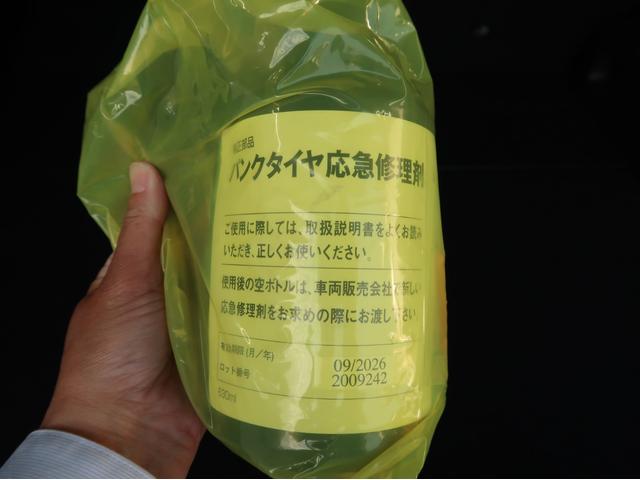 純正部品
パンクタイヤ応急修理剤
ご使用に際しては、取扱説明書をよくお読み
いただき、正しくお使いください。
使用後の空ボトルは、車両販売会社で新しい
応急修理剤をお求めの際にお渡し下さい。
有効期限(月/年) 09/2026
ロット番号 2009242
630ml